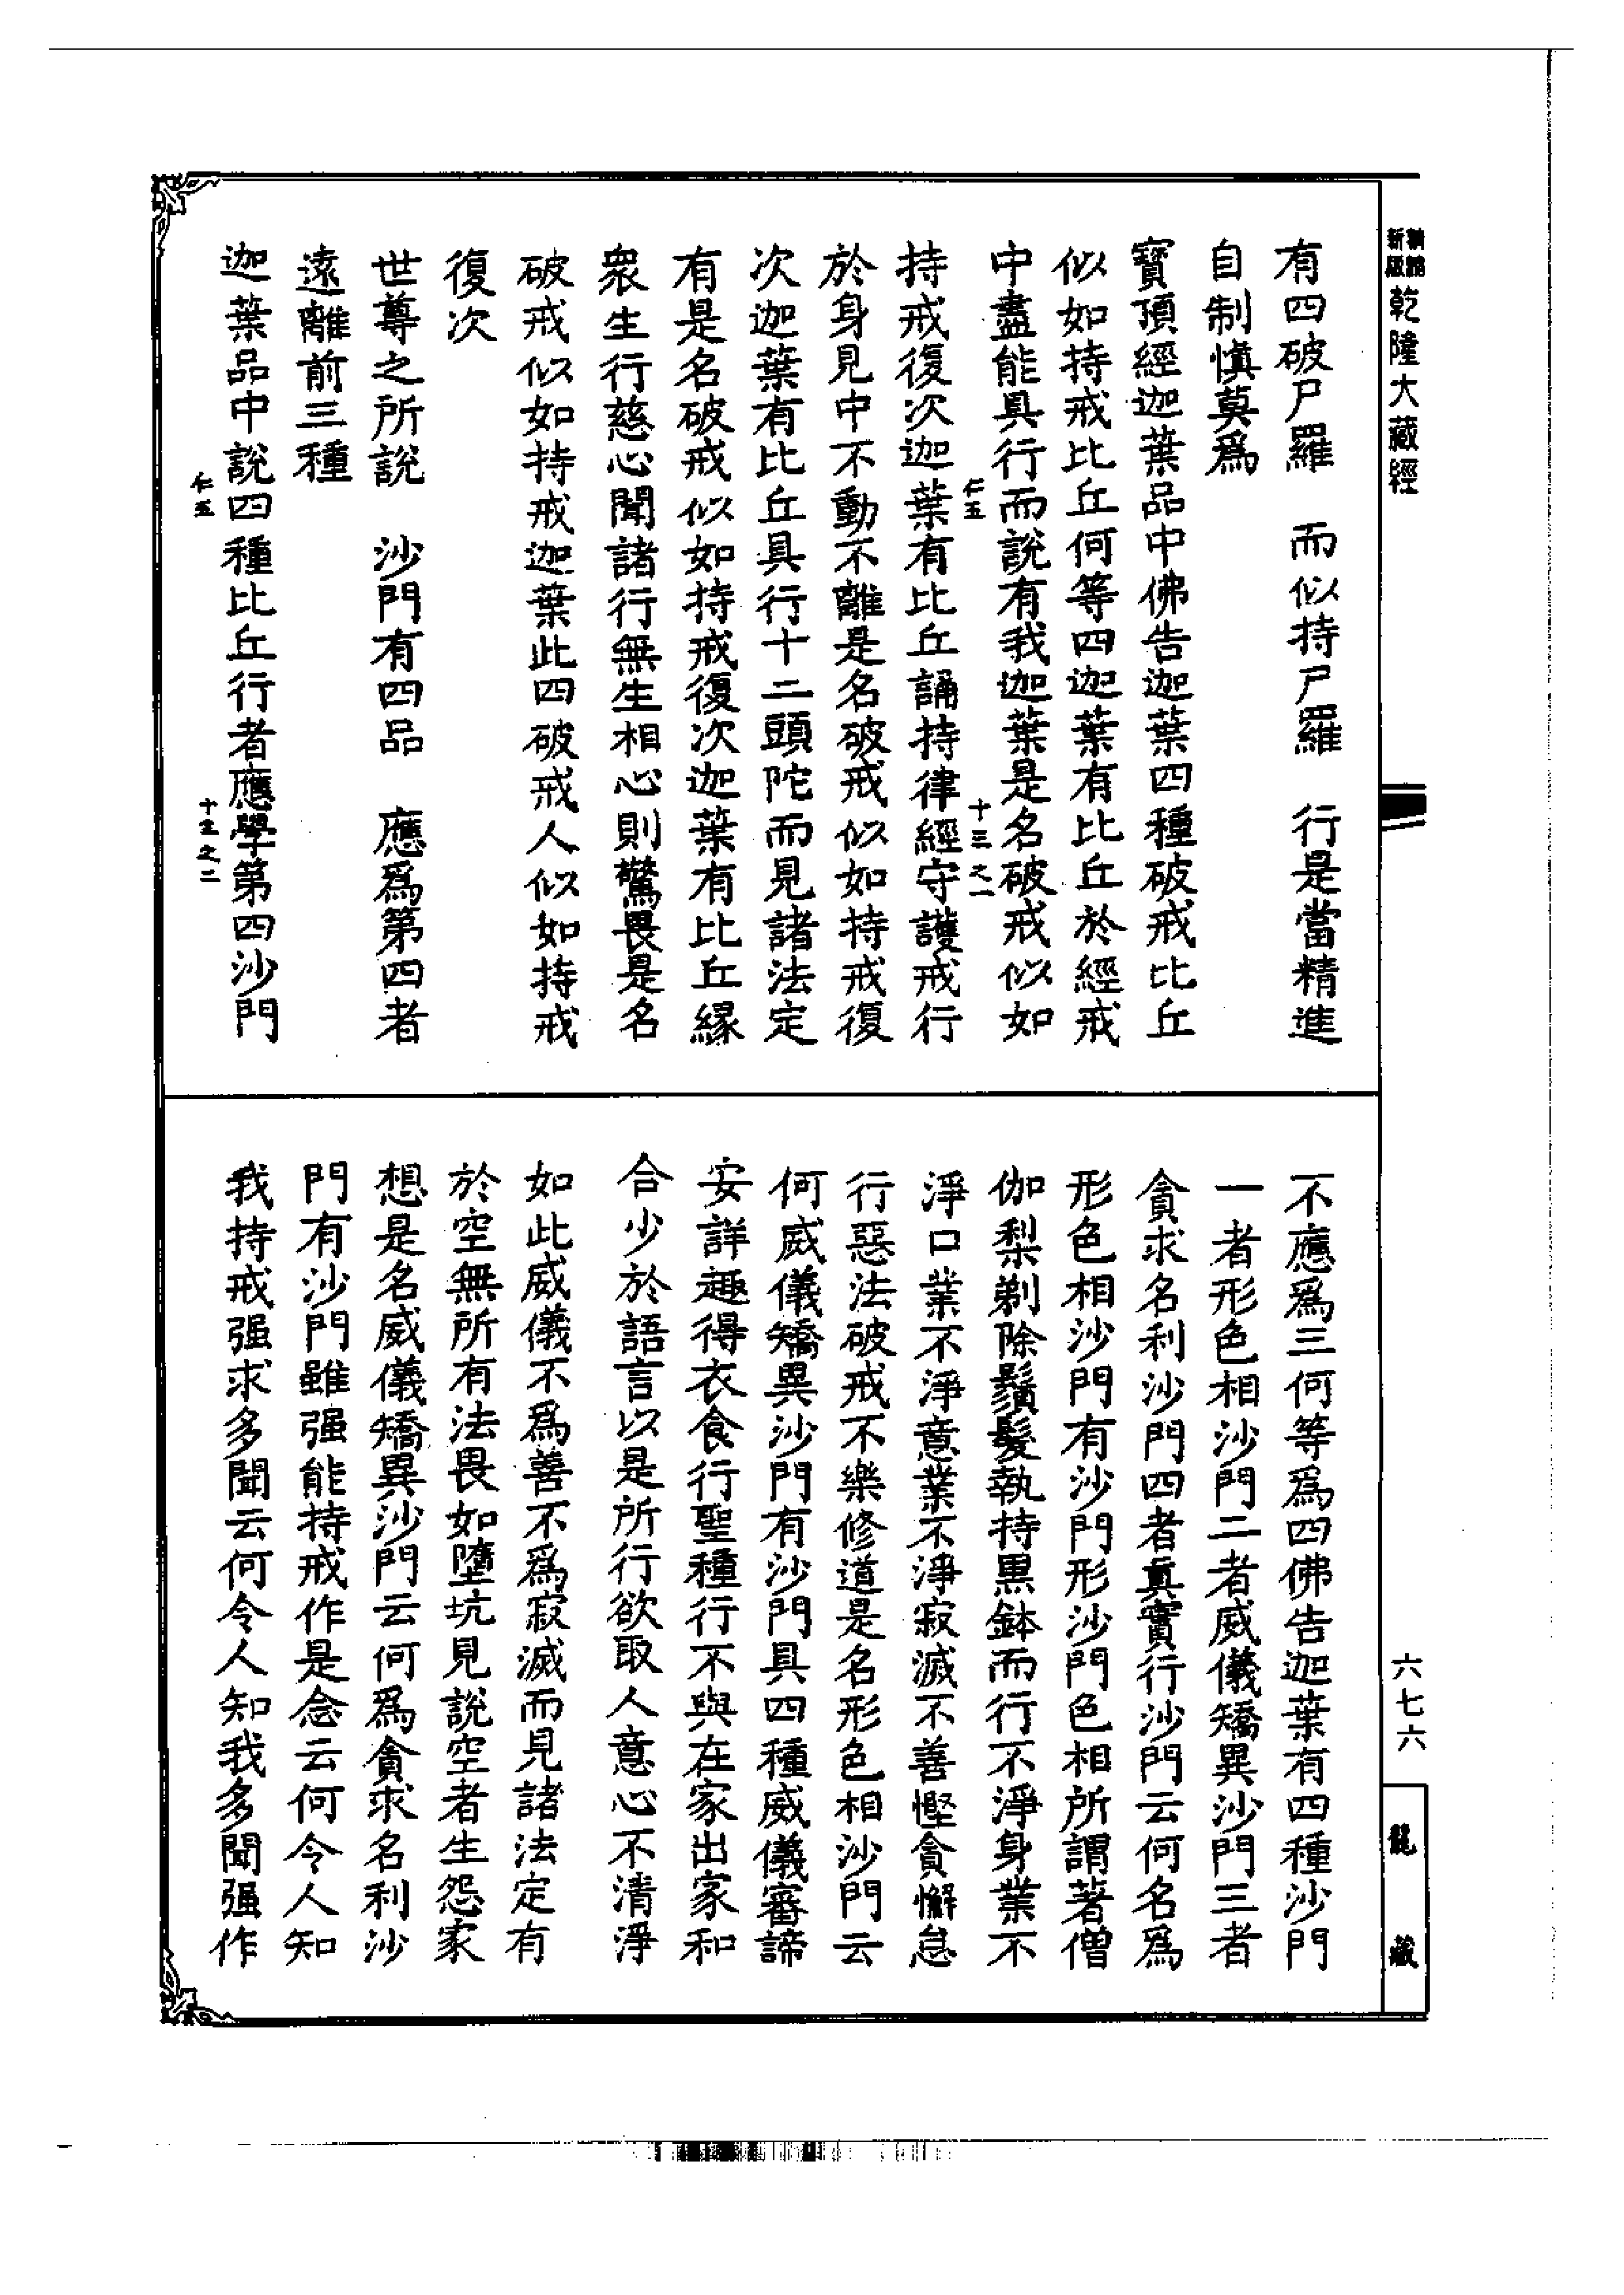 新編縮版
乾隆大藏經
有四破尸羅　而似持尸羅　行是當精進
自制慎莫爲
寶頂經迦葉品中佛告迦葉四種破戒比丘
似如持戒比丘何等四迦葉有比丘於經戒
中盡能具行而說有我迦葉是名破戒似如
仁五　十三之一
持戒復次迦葉有比丘誦持律經守護戒行
於身見中不動不離是名破戒似如持戒復
次迦葉有比丘具行十二頭陀而見諸法定
有是名破戒似如持戒復次迦葉有比丘緣
衆生行慈心聞諸行無生相心則驚畏是名
破戒似如持戒迦葉此四破戒人似如持戒
復次
世尊之所說　沙門有四品　應爲第四者
遠離前三種
迦葉品中說四種比丘行者應學第四沙門
仁五　十三之二
不應爲三何等爲四佛告迦葉有四種沙門
一者形色相沙門二者威儀矯異沙門三者
貪求名利沙門四者眞實行沙門云何名爲
形色相沙門有沙門形沙門色相所謂著僧
伽梨剃除鬚髮執持黑鉢而行不淨身業不
淨口業不淨意業不淨寂滅不善慳貪懈怠
行惡法破戒不樂修道是名形色相沙門云
何威儀矯異沙門有沙門具四種威儀審諦
安詳趣得衣食行聖種行不與在家出家和
合少於語言以是所行欲取人意心不清淨
如此威儀不爲善不爲寂滅而見諸法定有
於空無所有法畏如墮坑見說空者生怨家
想是名威儀矯異沙門云何爲貪求名利沙
門有沙門雖强能持戒作是念云何令人知
我持戒强求多聞云何令人知我多聞强作
六七六
龍藏